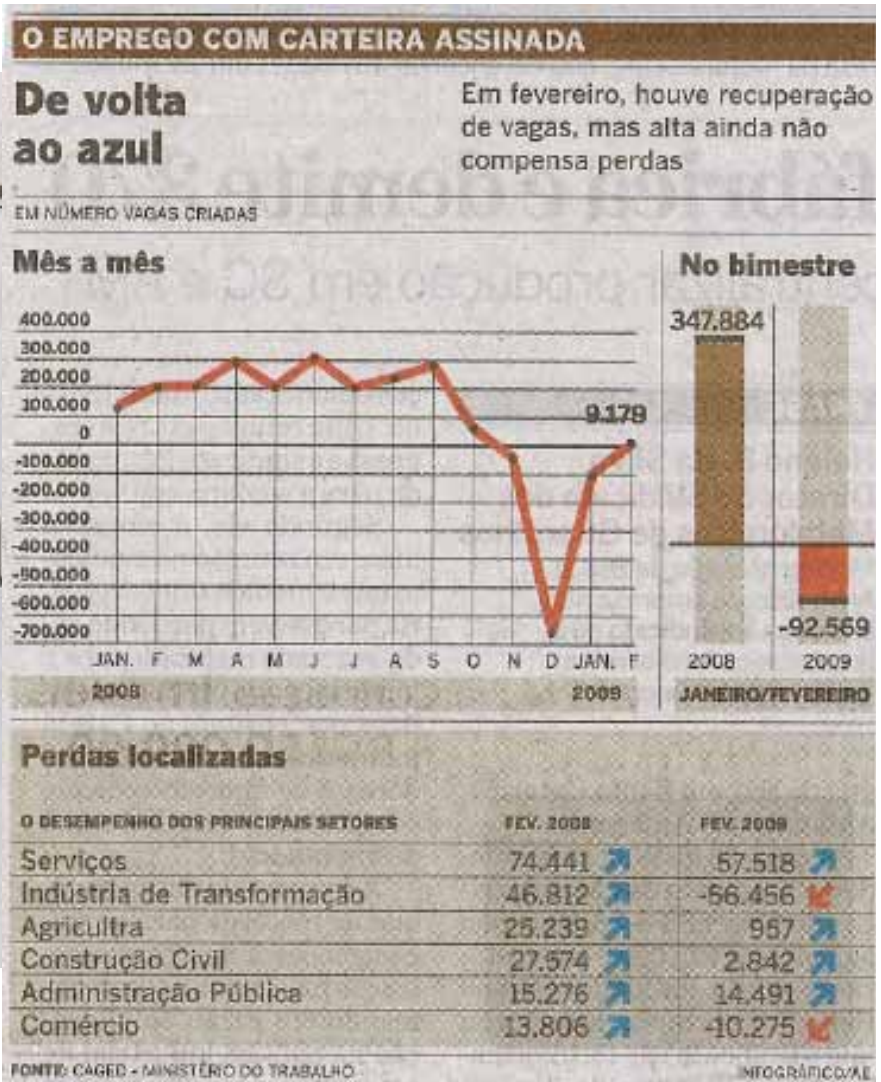 O EMPREGO COM CARTEIRA ASSINADA
De volta
ao azul
Em fevereiro, houve recuperação
de vagas, mas alta ainda não
compensa perdas
EM NÚMERO VAGAS CRIADAS
Mês a mês
400.000
300.000
200.000
100.000
0
-100.000
-200.000
-300.000
-400.000
-500.000
-600.000
-700.000
9.179
JAN. F M A M J J A S O N D JAN. F
2008 2009
No bimestre
347.884
-92.569
2008 2009
JANEIRO/FEVEREIRO
Perdas localizadas
O DESEMPENHO DOS PRINCIPAIS SETORES FEV. 2008 FEV. 2009
Serviços 74.441 57.518
Indústria de Transformação 46.812 -56.456
Agricultra 25.239 957
Construção Civil 27.574 2.842
Administração Pública 15.276 14.491
Comércio 13.806 -10.275
FONTE: CAGED - MINISTÉRIO DO TRABALHO
INFOGRÁFICO/AE